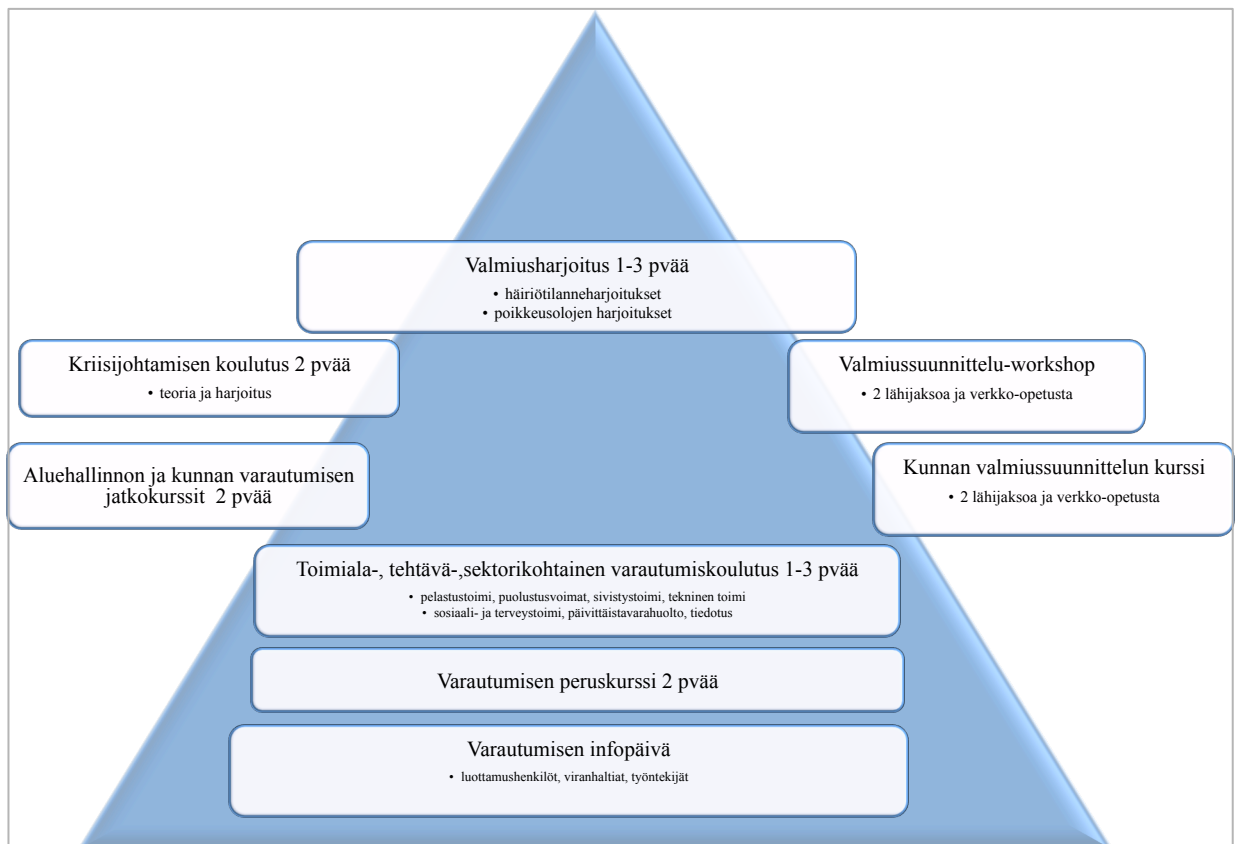 Valmiusharjoitus 1-3 pvää
• häiriötilanneharjoitukset
• poikkeusolojen harjoitukset
Kriisijohtamisen koulutus 2 pvää
• teoria ja harjoitus
Valmiussuunnittelu-workshop
• 2 lähijaksoa ja verkko-opetusta
Aluehallinnon ja kunnan varautumisen
jatkokurssit 2 pvää
Kunnan valmiussuunnittelun kurssi
• 2 lähijaksoa ja verkko-opetusta
Toimiala-, tehtävä-,sektorikohtainen varautumiskoulutus 1-3 pvää
• pelastustoimi, puolustusvoimat, sivistystoimi, tekninen toimi
• sosiaali- ja terveystoimi, päivittäistavarahuolto, tiedotus
Varautumisen peruskurssi 2 pvää
Varautumisen infopäivä
• luottamushenkilöt, viranhaltiat, työntekijät